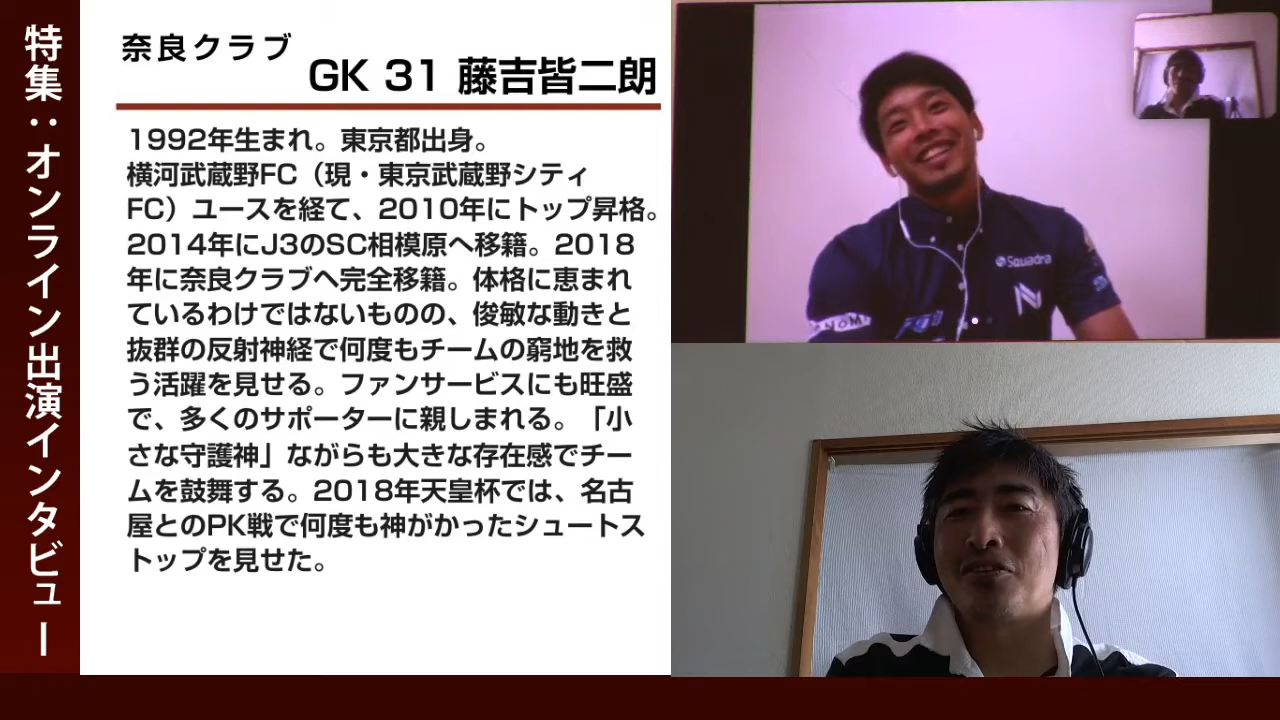 特集：オンライン出演インタビュー
奈良クラブ
GK 31 藤吉皆二朗
1992年生まれ。東京都出身。
横河武蔵野FC（現・東京武蔵野シティ
FC）ユースを経て、2010年にトップ昇格。
2014年にJ3のSC相模原へ移籍。2018
年に奈良クラブへ完全移籍。体格に恵まれ
ているわけではないものの、俊敏な動きと
抜群の反射神経で何度もチームの窮地を救
う活躍を見せる。ファンサービスにも旺盛
で、多くのサポーターに親しまれる。「小
さな守護神」ながらも大きな存在感でチー
ムを鼓舞する。2018年天皇杯では、名古
屋とのPK戦で何度も神がかったシュートス
トップを見せた。
Squadra
N